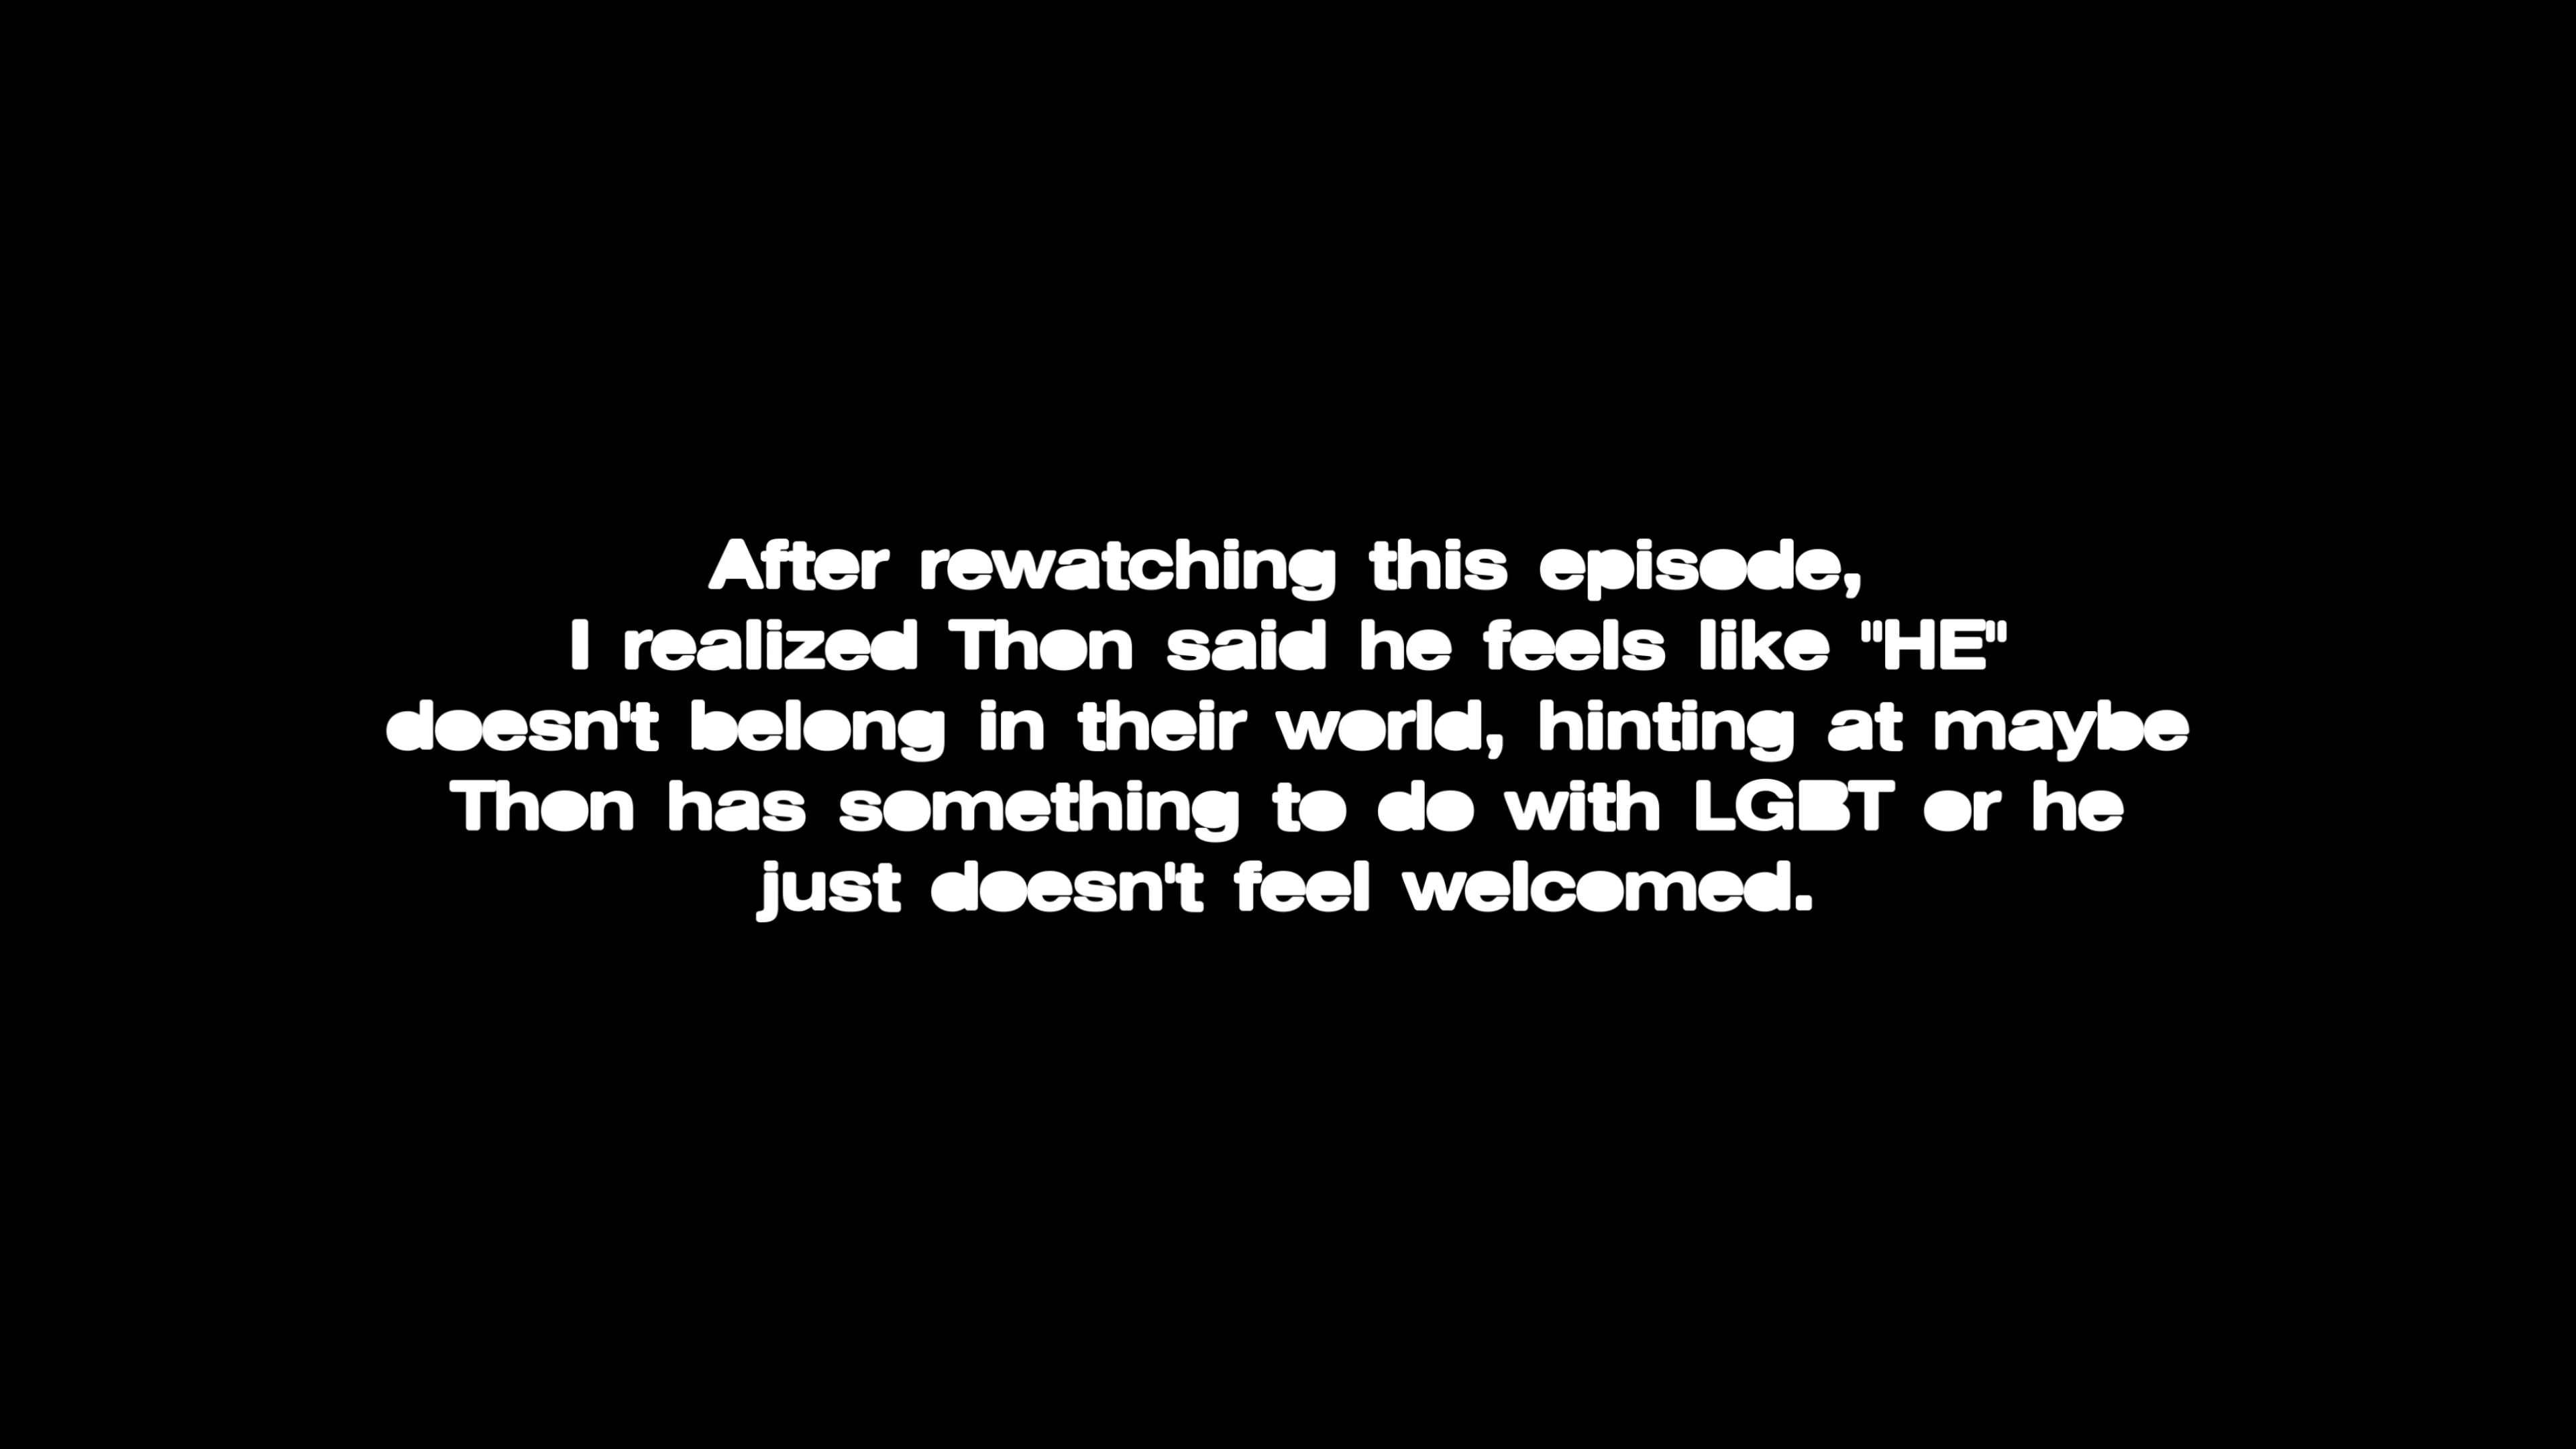 After rewatching this episode,
I realized Thon said he feels like "HE"
doesn't belong in their world, hinting at maybe
Thon has something to do with LGBT or he
just doesn't feel welcomed.